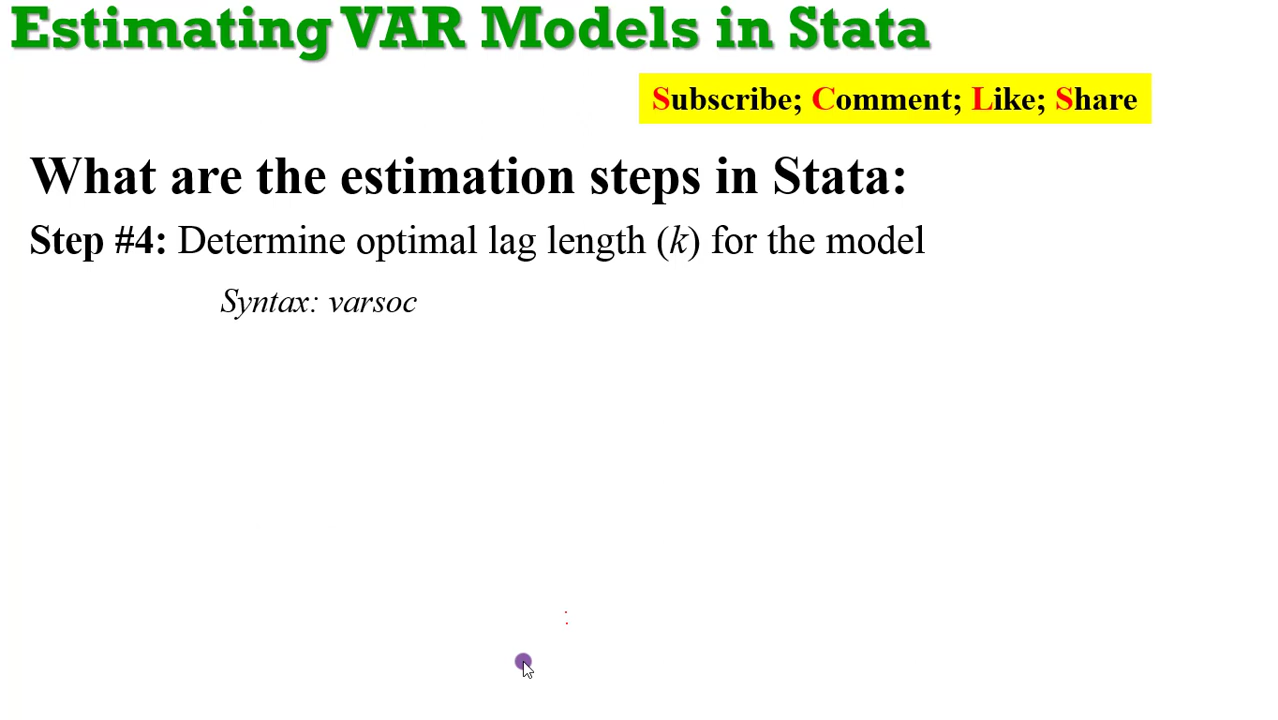 Estimating VAR Models in Stata
Subscribe; Comment; Like; Share
What are the estimation steps in Stata:
Step #4: Determine optimal lag length (k) for the model
Syntax: varsoc